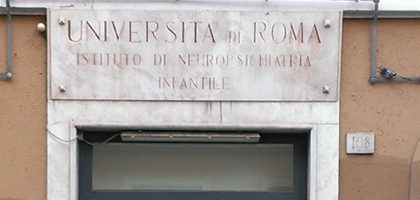 UNIVERSITA DI ROMA
ISTITUTO DI NEUROPSICHIATRIA
INFANTILE
108